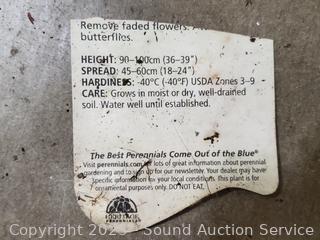 Remove faded flowers. A
butterflies.
HEIGHT: 90–100cm (36–39")
SPREAD: 45–60cm (18–24")
HARDINESS: -40°C (-40°F) USDA Zones 3–9
CARE: Grows in moist or dry, well-drained
soil. Water well until established.
The Best Perennials Come Out of the Blue®
Visit perennials.com for lots of great information about perennial
gardening and to sign up for our newsletter. Your dealer may have
specific information for your local conditions. This plant is for
ornamental purposes only. DO NOT EAT.
HERITAGE
PERENNIALS
Copyright 2023 - Sound Auction Service